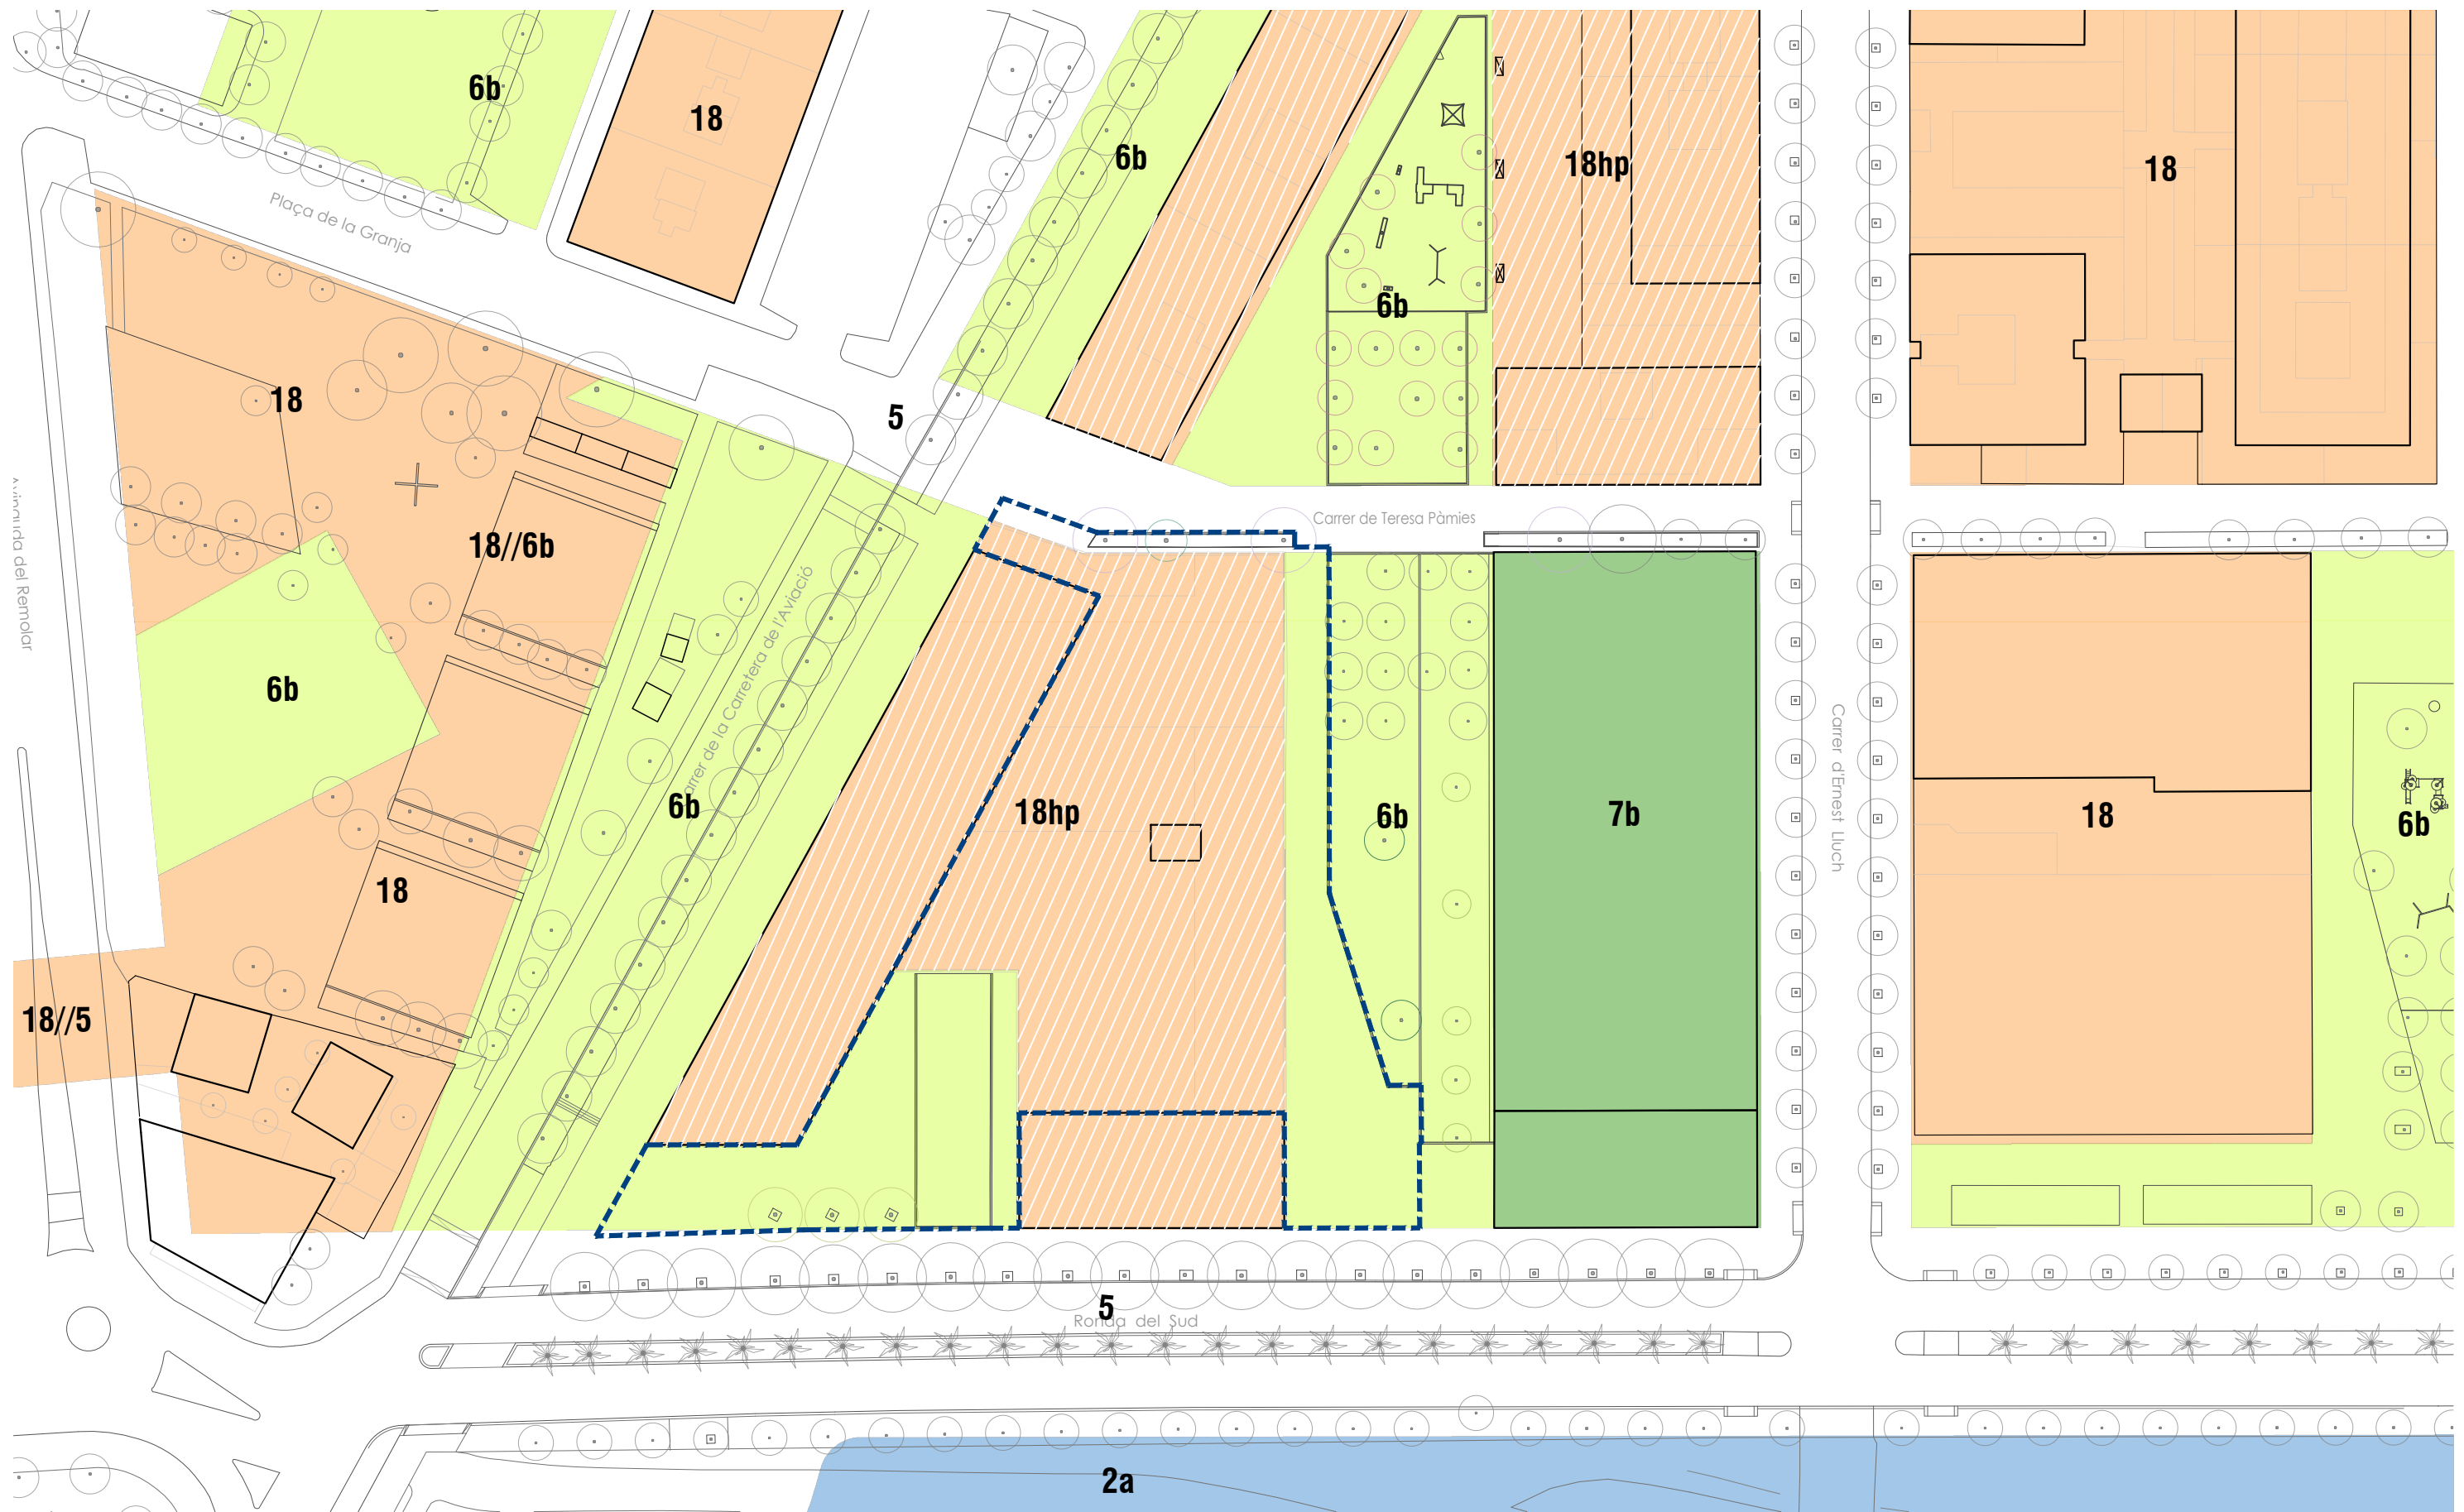 6b
18
6b
18hp
18
Plaça de la Granja
6b
18
5
Carrer de Teresa Pàmies
18//6b
Avinguda del Remolar
6b
Carrer de la Carretera de l'Aviació
6b
18hp
6b
7b
Carrer d'Ernest Lluch
18
6b
18
18//5
5
Ronda del Sud
2a